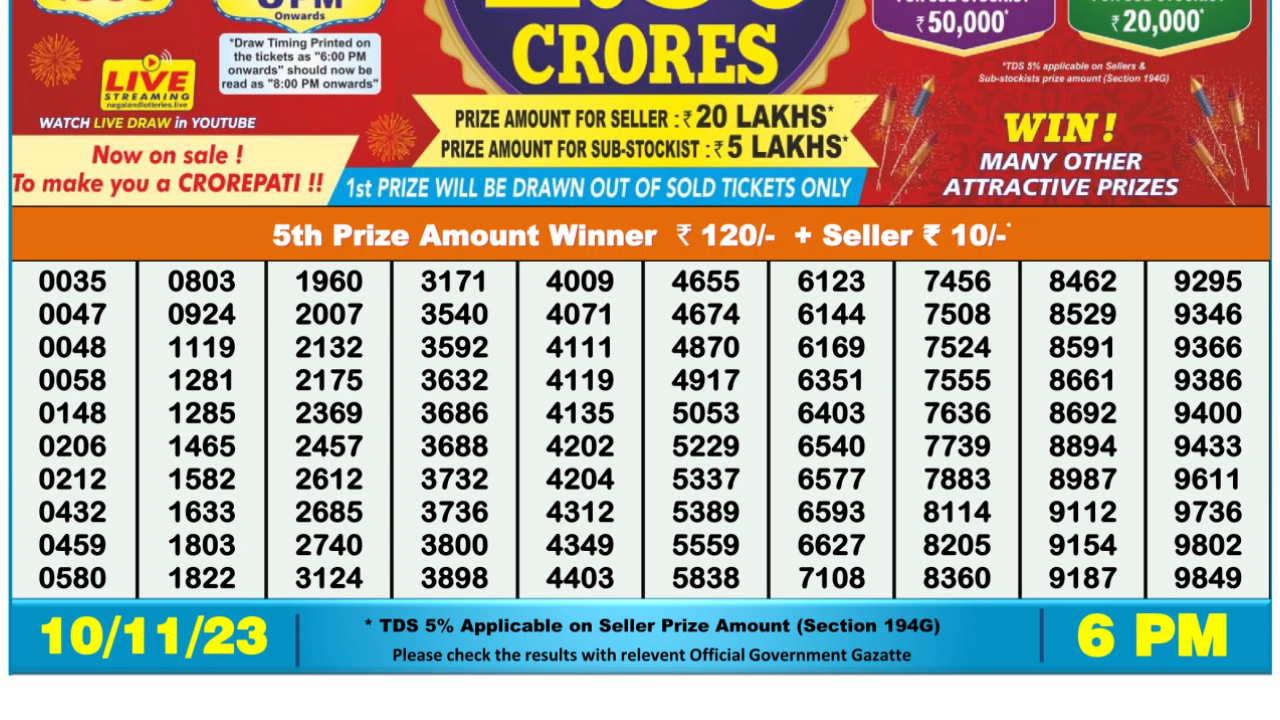 8 PM
Onwards
*Draw Timing Printed on
the tickets as "6:00 PM
onwards" should now be
read as "8:00 PM onwards"
LIVE
STREAMING
nagalandlotteries.live
WATCH LIVE DRAW in YOUTUBE
Now on sale !
To make you a CROREPATI !!
CRORES
PRIZE AMOUNT FOR SELLER : ₹ 20 LAKHS*
PRIZE AMOUNT FOR SUB-STOCKIST : ₹ 5 LAKHS*
1st PRIZE WILL BE DRAWN OUT OF SOLD TICKETS ONLY
₹ 50,000*
₹ 20,000*
*TDS 5% applicable on Sellers &
Sub-stockists prize amount (Section 194G)
WIN !
MANY OTHER
ATTRACTIVE PRIZES
5th Prize Amount Winner ₹ 120/- + Seller ₹ 10/-*
0035 0803 1960 3171 4009 4655 6123 7456 8462 9295
0047 0924 2007 3540 4071 4674 6144 7508 8529 9346
0048 1119 2132 3592 4111 4870 6169 7524 8591 9366
0058 1281 2175 3632 4119 4917 6351 7555 8661 9386
0148 1285 2369 3686 4135 5053 6403 7636 8692 9400
0206 1465 2457 3688 4202 5229 6540 7739 8894 9433
0212 1582 2612 3732 4204 5337 6577 7883 8987 9611
0432 1633 2685 3736 4312 5389 6593 8114 9112 9736
0459 1803 2740 3800 4349 5559 6627 8205 9154 9802
0580 1822 3124 3898 4403 5838 7108 8360 9187 9849
10/11/23
* TDS 5% Applicable on Seller Prize Amount (Section 194G)
Please check the results with relevent Official Government Gazatte
6 PM